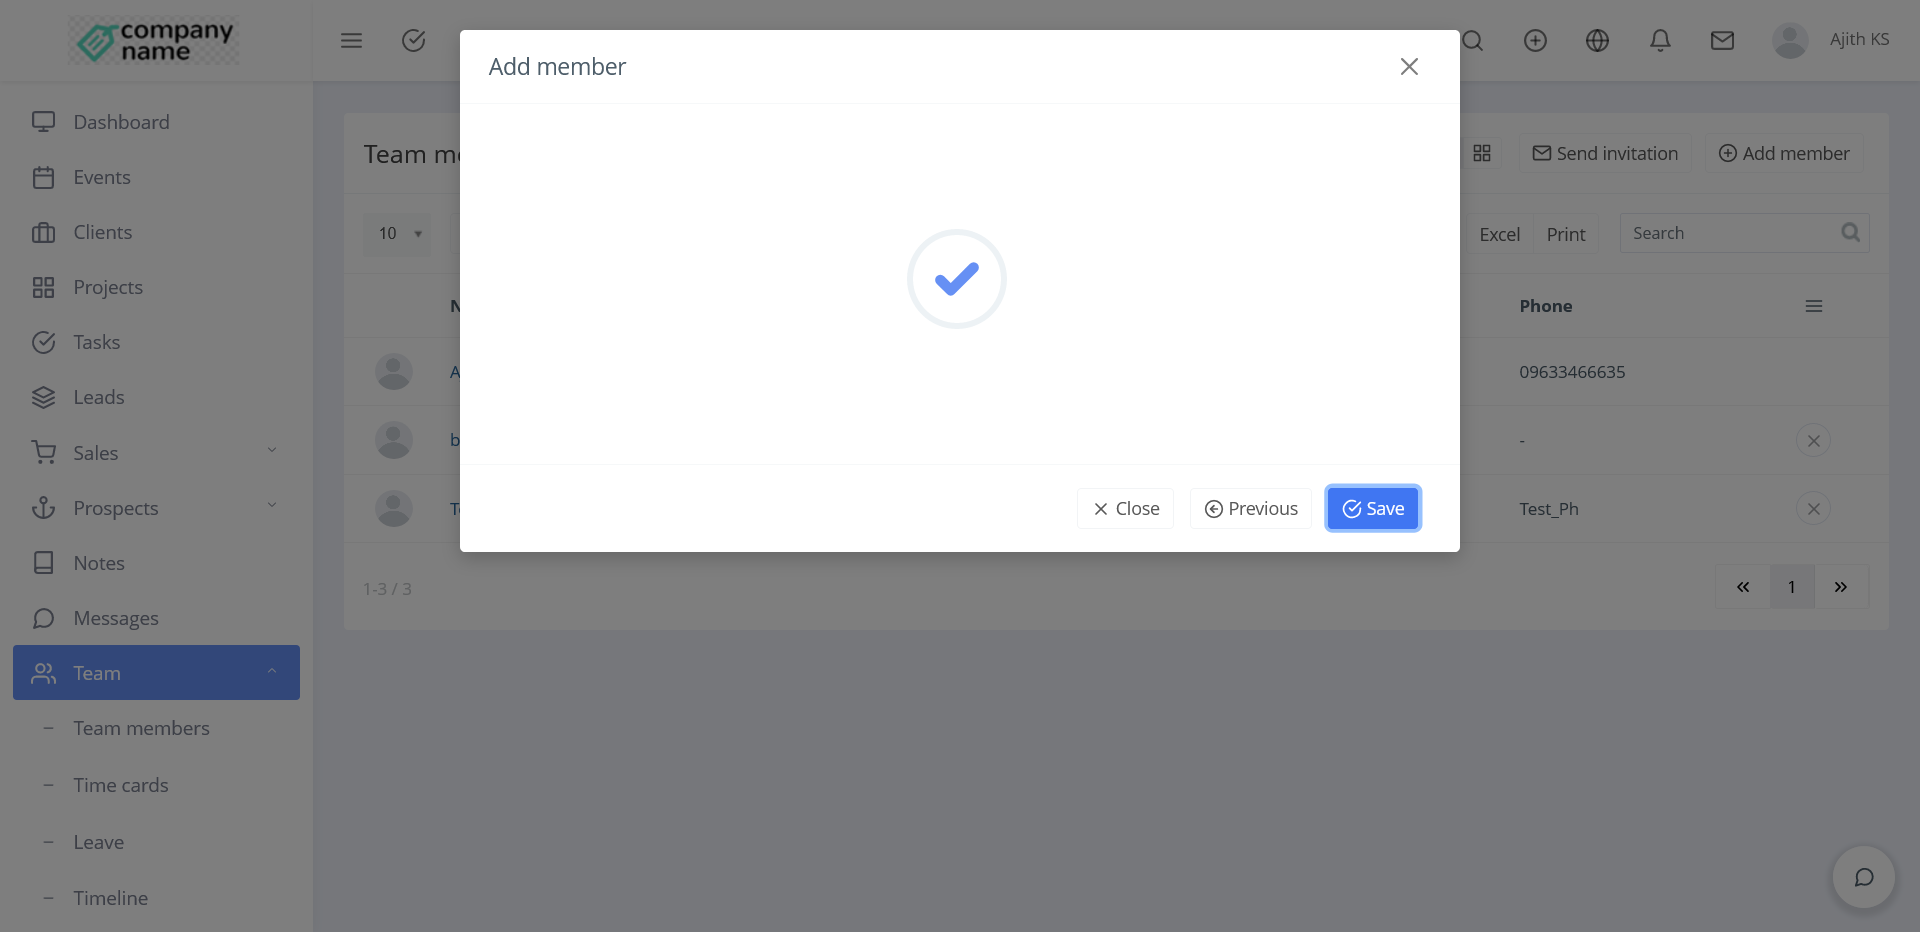 company
name
Add member
Ajith KS
Dashboard
Team
Send invitation
Add member
Events
Clients
10
Excel
Print
Search
Projects
Phone
Tasks
09633466635
Leads
-
Sales
Prospects
Test_Ph
Close
Previous
Save
Notes
1-3 / 3
«
1
»
Messages
Team
Team members
Time cards
Leave
Timeline